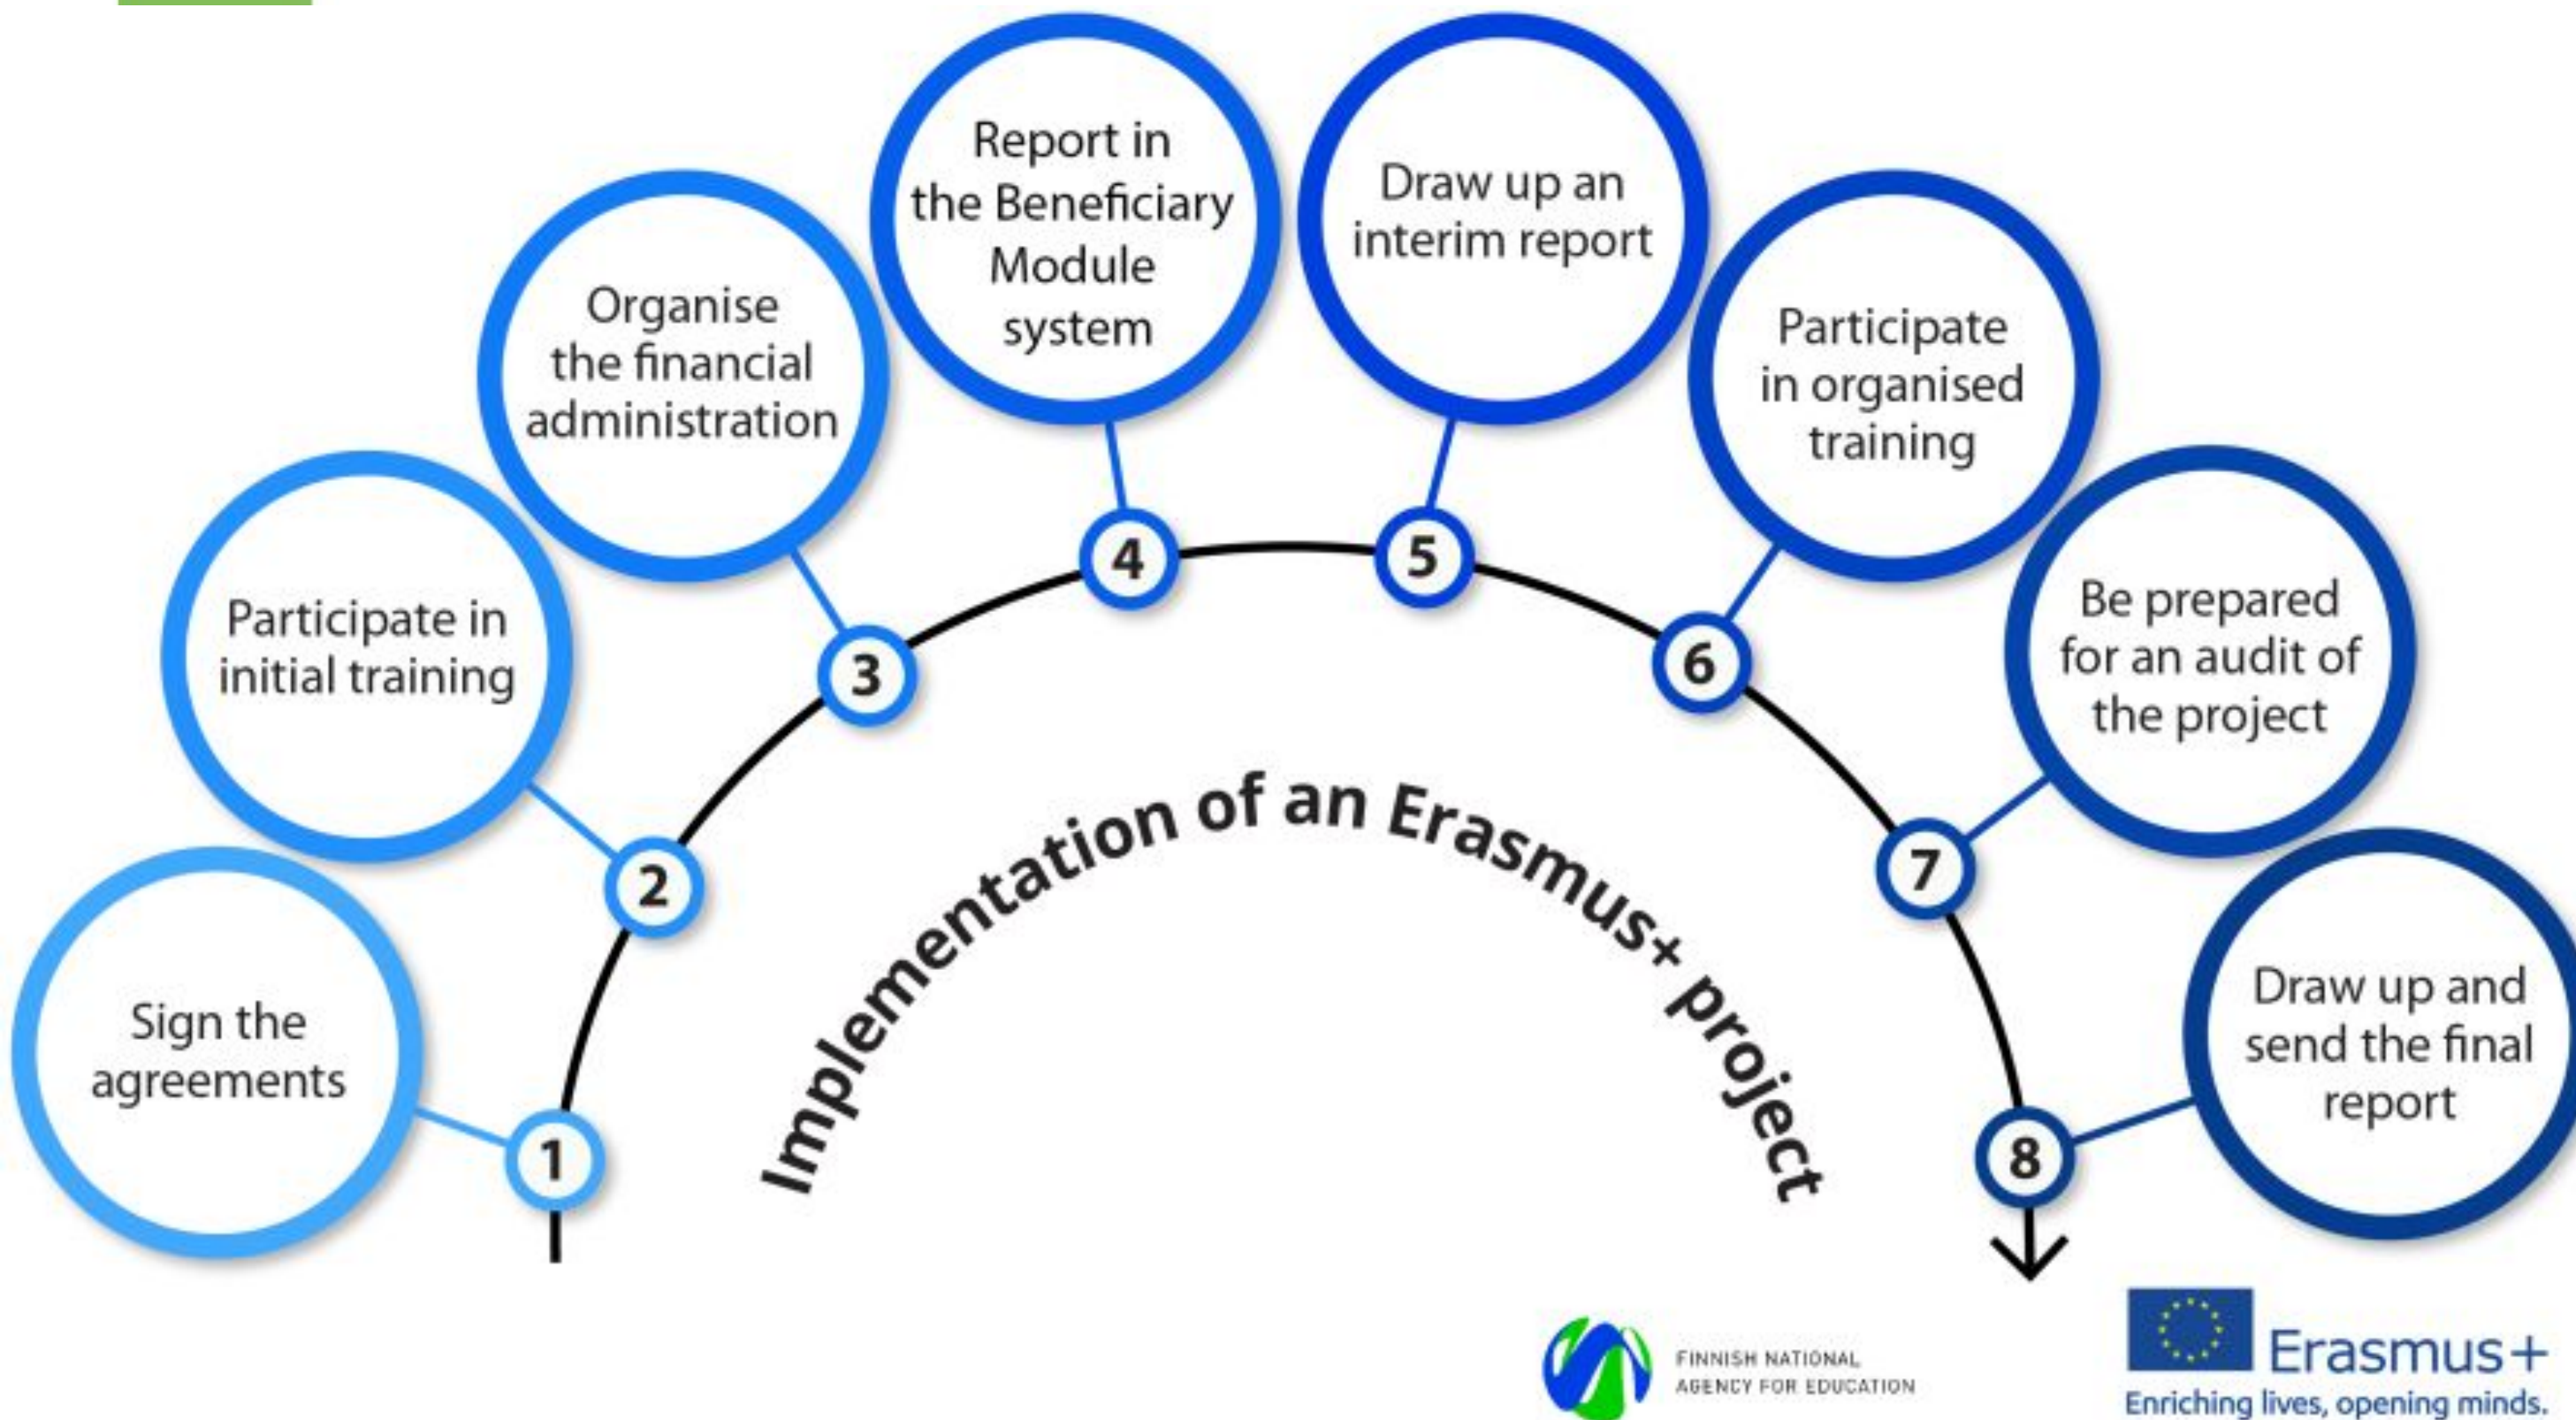 Sign the
agreements
1
Participate in
initial training
2
Organise
the financial
administration
3
Report in
the Beneficiary
Module
system
4
Draw up an
interim report
5
Participate
in organised
training
6
Be prepared
for an audit of
the project
7
Draw up and
send the final
report
8
Implementation of an Erasmus+ project
FINNISH NATIONAL
AGENCY FOR EDUCATION
Erasmus+
Enriching lives, opening minds.